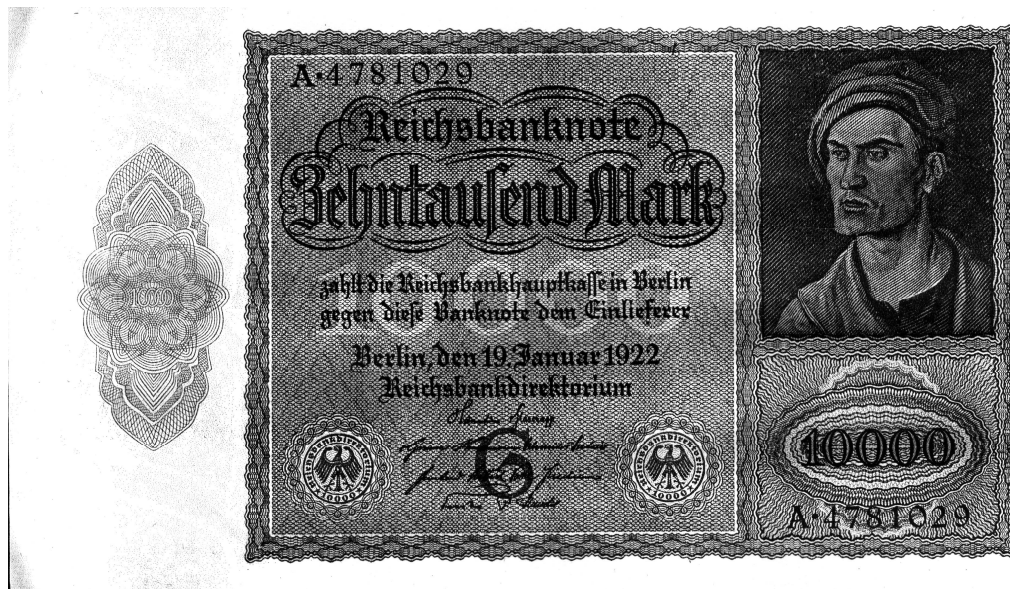 A·4781029
Reichsbanknote
Zehntauſend Mark
zahlt die Reichsbankhauptkaſſe in Berlin
gegen dieſe Banknote dem Einlieferer
Berlin, den 19. Januar 1922
Reichsbankdirektorium
G
10000
10000
A·4781029